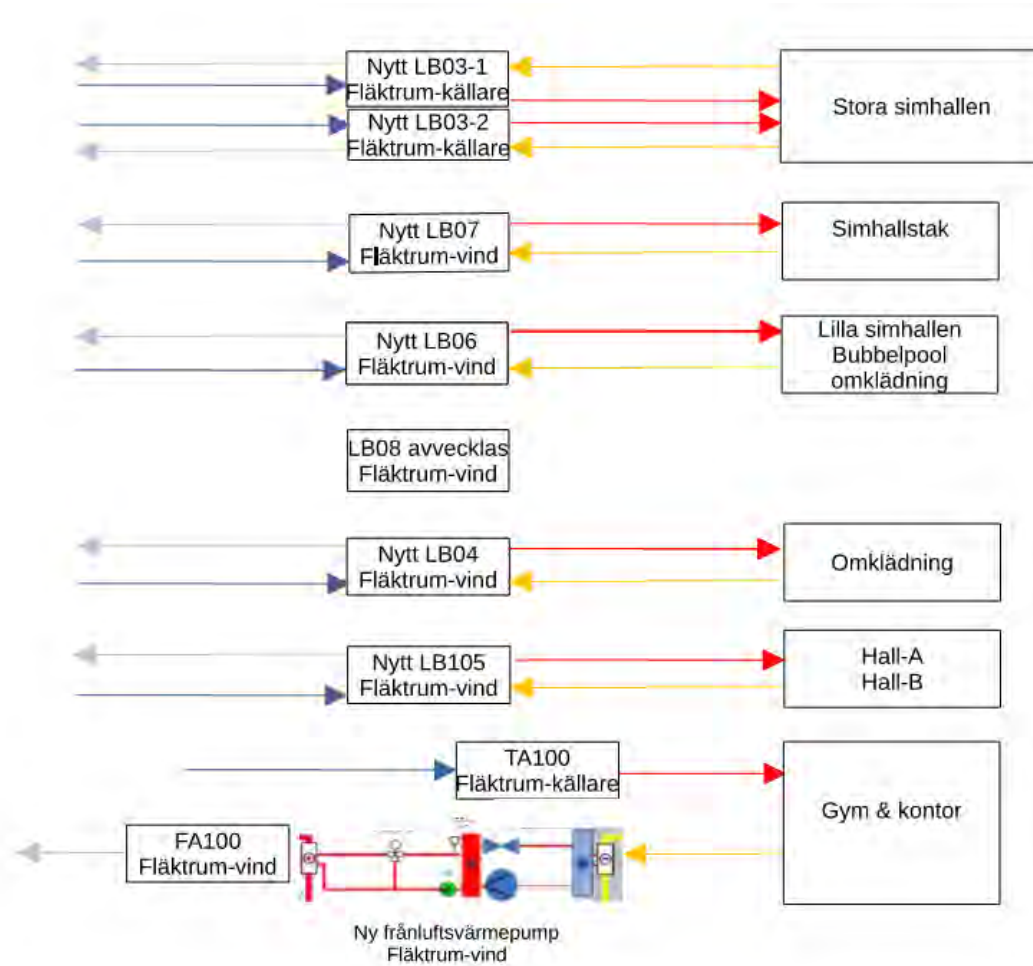 Nytt LB03-1
Fläktrum-källare
Nytt LB03-2
Fläktrum-källare
Stora simhallen
Nytt LB07
Fläktrum-vind
Simhallstak
Nytt LB06
Fläktrum-vind
Lilla simhallen
Bubbelpool
omklädning
LB08 avvecklas
Fläktrum-vind
Nytt LB04
Fläktrum-vind
Omklädning
Nytt LB105
Fläktrum-vind
Hall-A
Hall-B
TA100
Fläktrum-källare
Gym & kontor
FA100
Fläktrum-vind
Ny frånluftsvärmepump
Fläktrum-vind